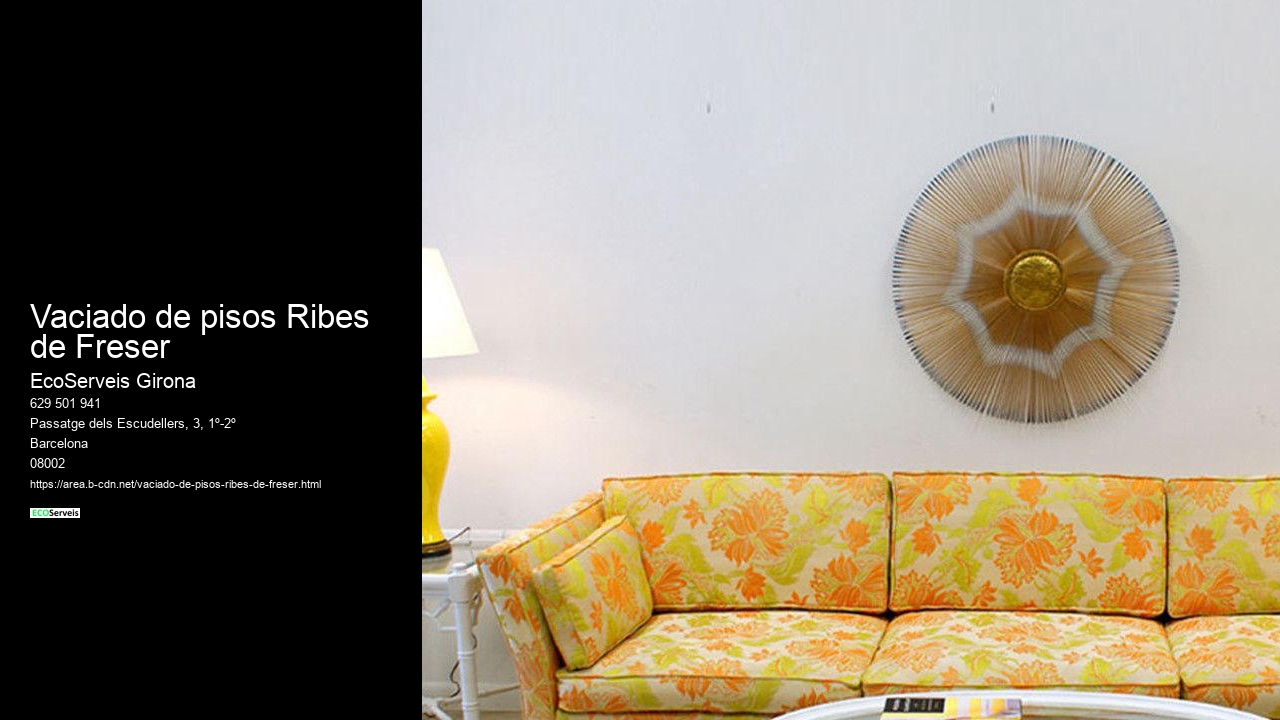 Vaciado de pisos Ribes
de Freser
EcoServeis Girona
629 501 941
Passatge dels Escudellers, 3, 1º-2º
Barcelona
08002
https://area.b-cdn.net/vaciado-de-pisos-ribes-de-freser.html
ECOServeis